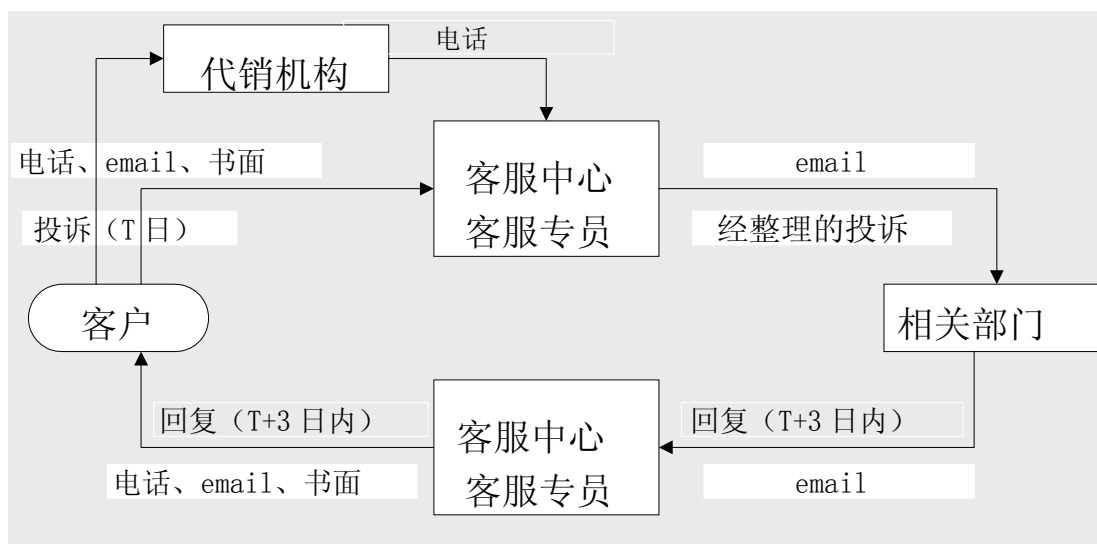 电话
代销机构
电话、email、书面
客服中心
客服专员
email
投诉（T 日）
经整理的投诉
客户
相关部门
回复（T+3 日内）
客服中心
客服专员
回复（T+3 日内）
电话、email、书面
email